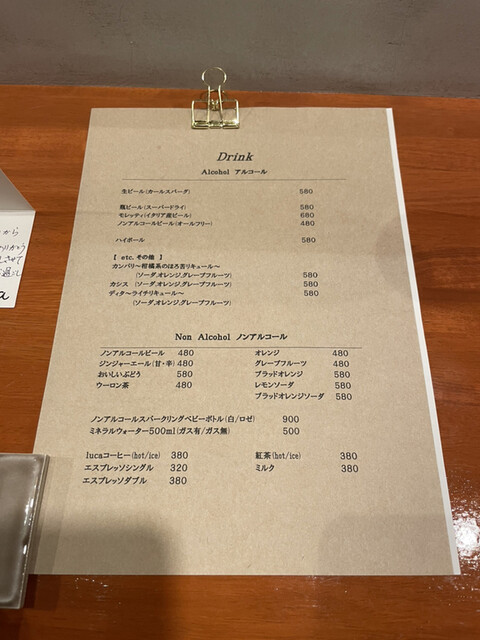 Drink
Alcohol アルコール
生ビール(カールスバーグ) 580
瓶ビール(スーパードライ) 580
モレッティ(イタリア産ビール) 680
ノンアルコールビール(オールフリー) 480
ハイボール 580
【 etc. その他 】
カンパリ～柑橘系のほろ苦リキュール～
(ソーダ,オレンジ,グレープフルーツ) 580
カシス (ソーダ,オレンジ,グレープフルーツ) 580
ディタ～ライチリキュール～ 580
(ソーダ,オレンジ,グレープフルーツ)
Non Alcohol ノンアルコール
ノンアルコールビール 480 オレンジ 480
ジンジャーエール(甘・辛) 480 グレープフルーツ 480
おいしいぶどう 580 ブラッドオレンジ 580
ウーロン茶 480 レモンソーダ 580
ブラッドオレンジソーダ 580
ノンアルコールスパークリングベビーボトル(白/ロゼ) 900
ミネラルウォーター500ml(ガス有/ガス無) 500
lucaコーヒー(hot/ice) 380 紅茶(hot/ice) 380
エスプレッソシングル 320 ミルク 380
エスプレッソダブル 380
から